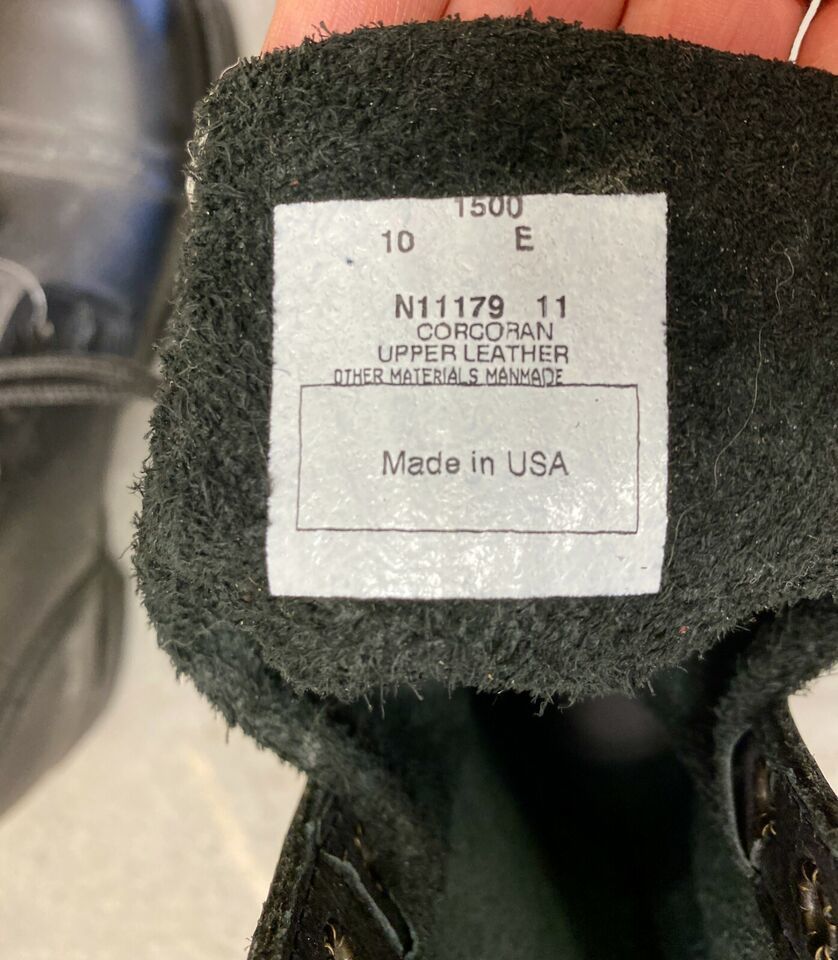 1500
10 E
N11179 11
CORCORAN
UPPER LEATHER
OTHER MATERIALS MANMADE
Made in USA